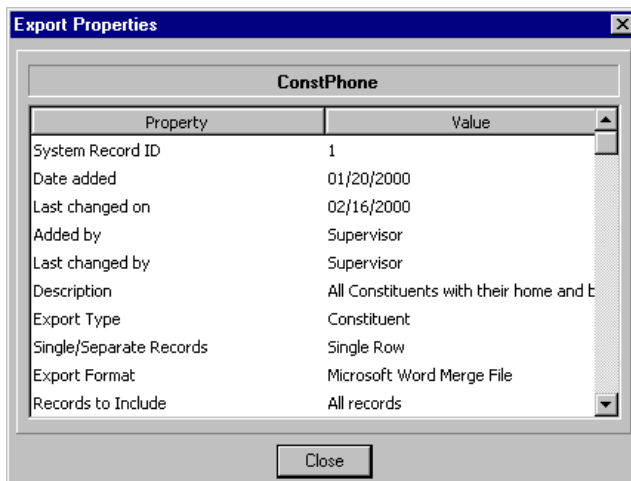 Export Properties
ConstPhone
Property Value
System Record ID 1
Date added 01/20/2000
Last changed on 02/16/2000
Added by Supervisor
Last changed by Supervisor
Description All Constituents with their home and b
Export Type Constituent
Single/Separate Records Single Row
Export Format Microsoft Word Merge File
Records to Include All records
Close